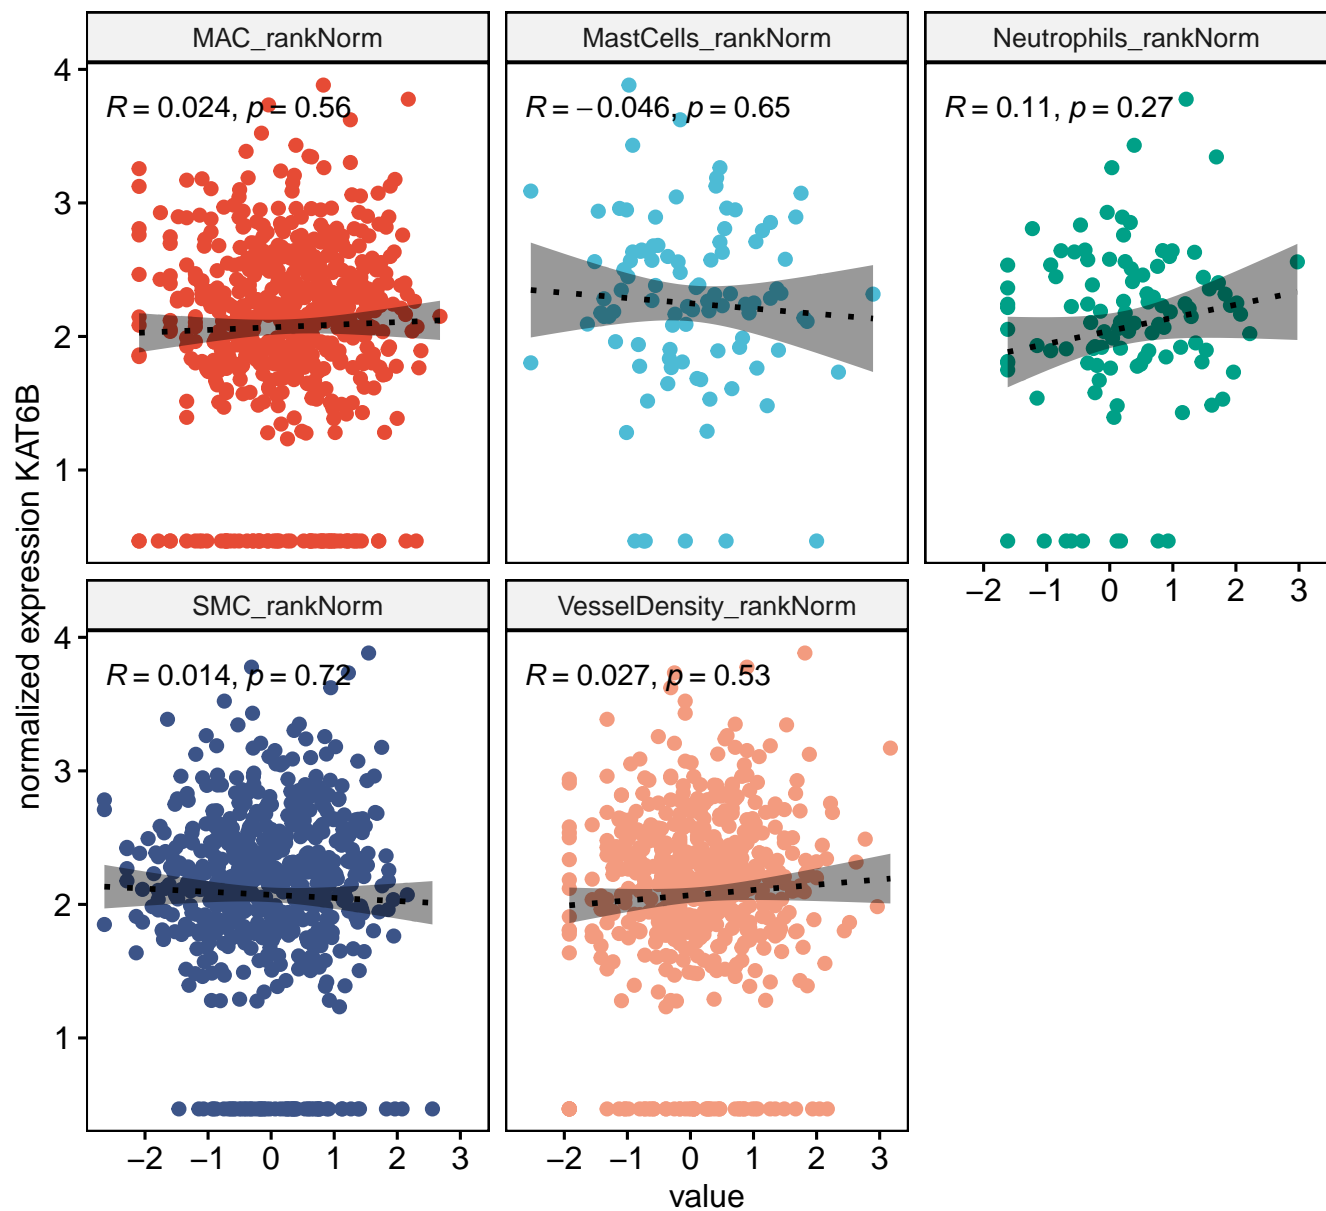 MAC_rankNorm
MastCells_rankNorm
Neutrophils_rankNorm
R = 0.024, p = 0.56
R = −0.046, p = 0.65
R = 0.11, p = 0.27
4
3
2
1
−2 −1 0 1 2 3
normalized expression KAT6B
SMC_rankNorm
VesselDensity_rankNorm
R = 0.014, p = 0.72
R = 0.027, p = 0.53
4
3
2
1
−2 −1 0 1 2 3
−2 −1 0 1 2 3
value